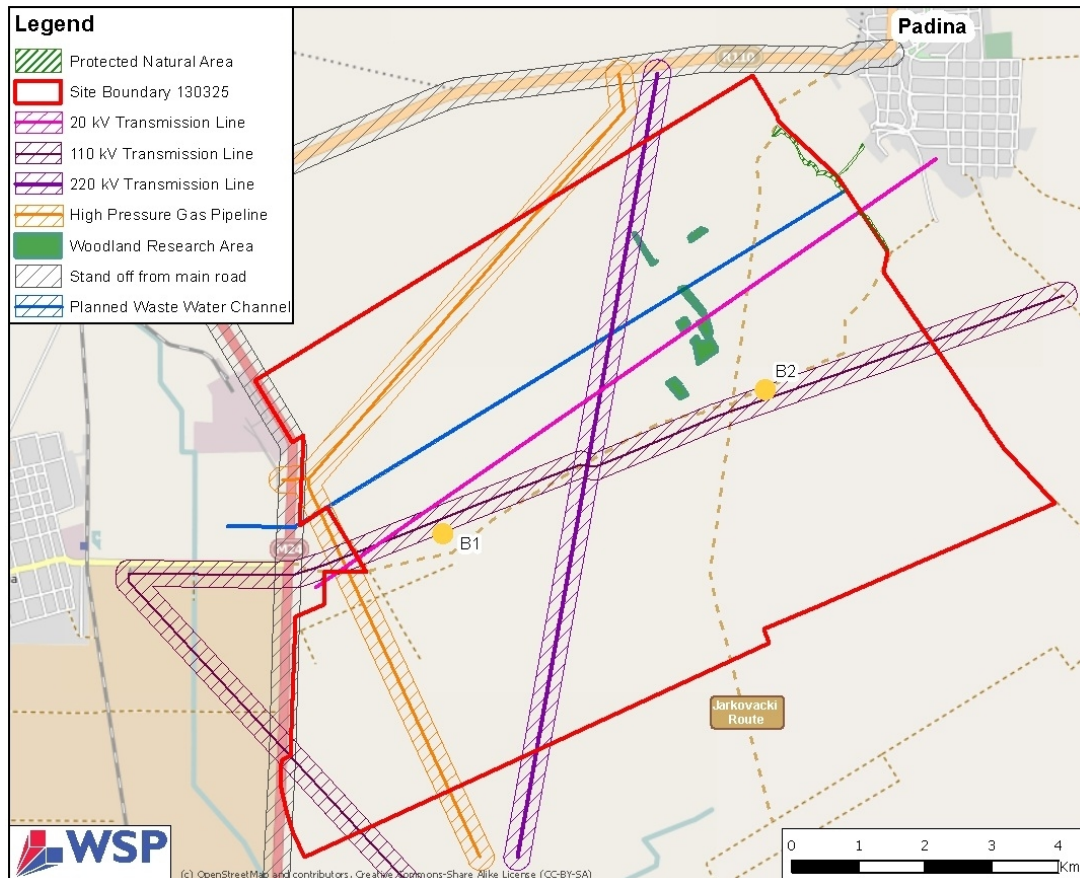 Legend
Protected Natural Area
Site Boundary 130325
20 kV Transmission Line
110 kV Transmission Line
220 kV Transmission Line
High Pressure Gas Pipeline
Woodland Research Area
Stand off from main road
Planned Waste Water Channel
Padina
B2
B1
M24
a
Jarkovacki
Route
WSP
(c) OpenStreetMap and contributors, Creative Commons-Share Alike License (CC-BY-SA)
0 1 2 3 4
Km